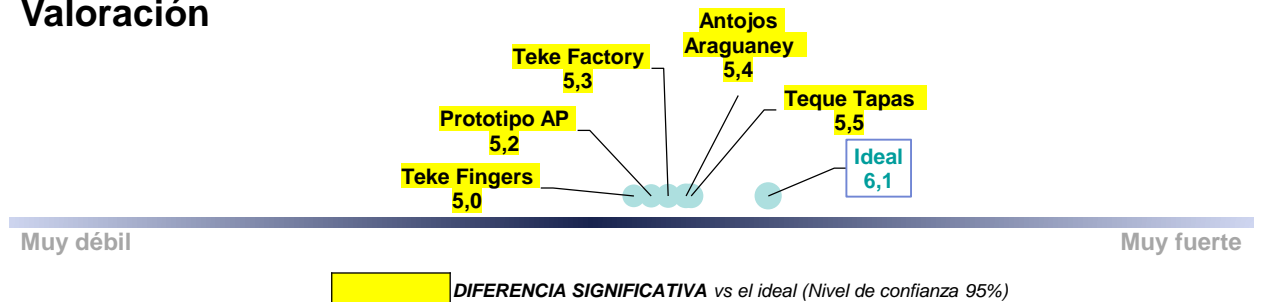 Valoración
Antojos
Araguaney
5,4
Teke Factory
5,3
Teque Tapas
5,5
Prototipo AP
5,2
Ideal
6,1
Teke Fingers
5,0
Muy débil
Muy fuerte
DIFERENCIA SIGNIFICATIVA vs el ideal (Nivel de confianza 95%)